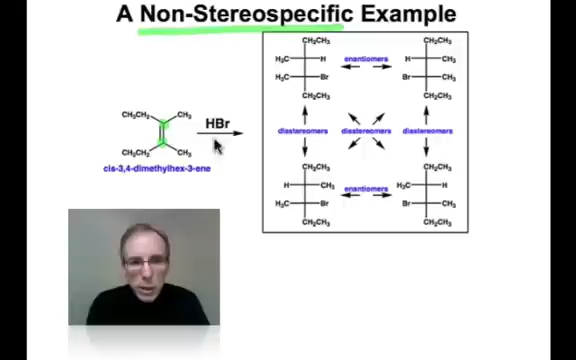 A Non-Stereospecific Example
CH₂CH₃ CH₂CH₃
H₃C H enantiomers H CH₃
H₃C Br Br CH₃
CH₂CH₃ CH₂CH₃
CH₃CH₂ CH₃
HBr
diastereomers diastereomers diastereomers
CH₃CH₂ CH₃
cis-3,4-dimethylhex-3-ene
CH₂CH₃ CH₂CH₃
H CH₃ enantiomers H₃C H
H₃C Br Br CH₃
CH₂CH₃ CH₂CH₃